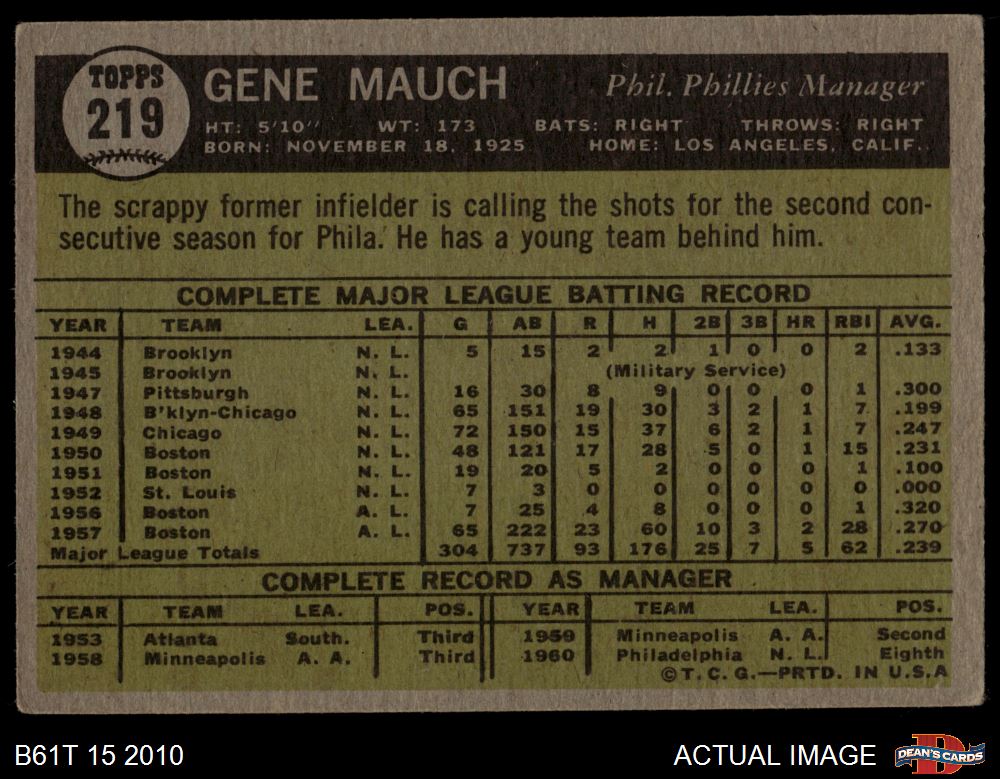 TOPPS
219
GENE MAUCH Phil. Phillies Manager
HT: 5'10" WT: 173 BATS: RIGHT THROWS: RIGHT
BORN: NOVEMBER 18, 1925 HOME: LOS ANGELES, CALIF..
The scrappy former infielder is calling the shots for the second con-
secutive season for Phila. He has a young team behind him.
COMPLETE MAJOR LEAGUE BATTING RECORD
YEAR TEAM LEA. G AB R H 2B 3B HR RBI AVG.
1944 Brooklyn N. L. 5 15 2 2 1 0 0 2 .133
1945 Brooklyn N. L. (Military Service)
1947 Pittsburgh N. L. 16 30 8 9 0 0 0 1 .300
1948 B'klyn-Chicago N. L. 65 151 19 30 3 2 1 7 .199
1949 Chicago N. L. 72 150 15 37 6 2 1 7 .247
1950 Boston N. L. 48 121 17 28 5 0 1 15 .231
1951 Boston N. L. 19 20 5 2 0 0 0 1 .100
1952 St. Louis N. L. 7 3 0 0 0 0 0 0 .000
1956 Boston A. L. 7 25 4 8 0 0 0 1 .320
1957 Boston A. L. 65 222 23 60 10 3 2 28 .270
Major League Totals 304 737 93 176 25 7 5 62 .239
COMPLETE RECORD AS MANAGER
YEAR TEAM LEA. POS. YEAR TEAM LEA. POS.
1953 Atlanta South. Third 1959 Minneapolis A. A. Second
1958 Minneapolis A. A. Third 1960 Philadelphia N. L. Eighth
©T. C. G.—PRTD. IN U.S.A
B61T 15 2010 ACTUAL IMAGE DEAN'S CARDS